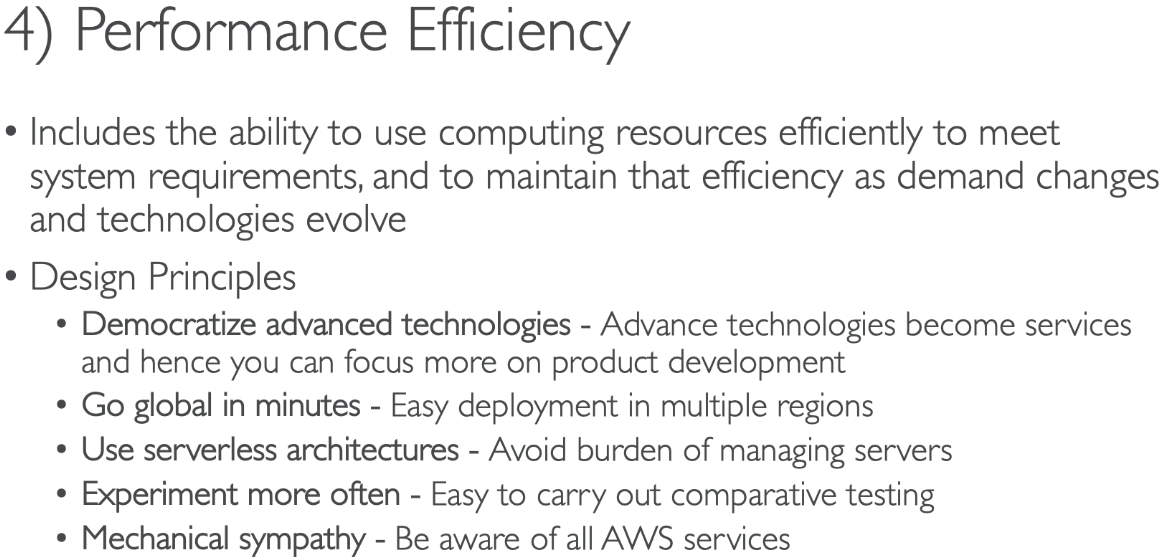 4) Performance Efficiency
• Includes the ability to use computing resources efficiently to meet
system requirements, and to maintain that efficiency as demand changes
and technologies evolve
• Design Principles
• Democratize advanced technologies - Advance technologies become services
and hence you can focus more on product development
• Go global in minutes - Easy deployment in multiple regions
• Use serverless architectures - Avoid burden of managing servers
• Experiment more often - Easy to carry out comparative testing
• Mechanical sympathy - Be aware of all AWS services